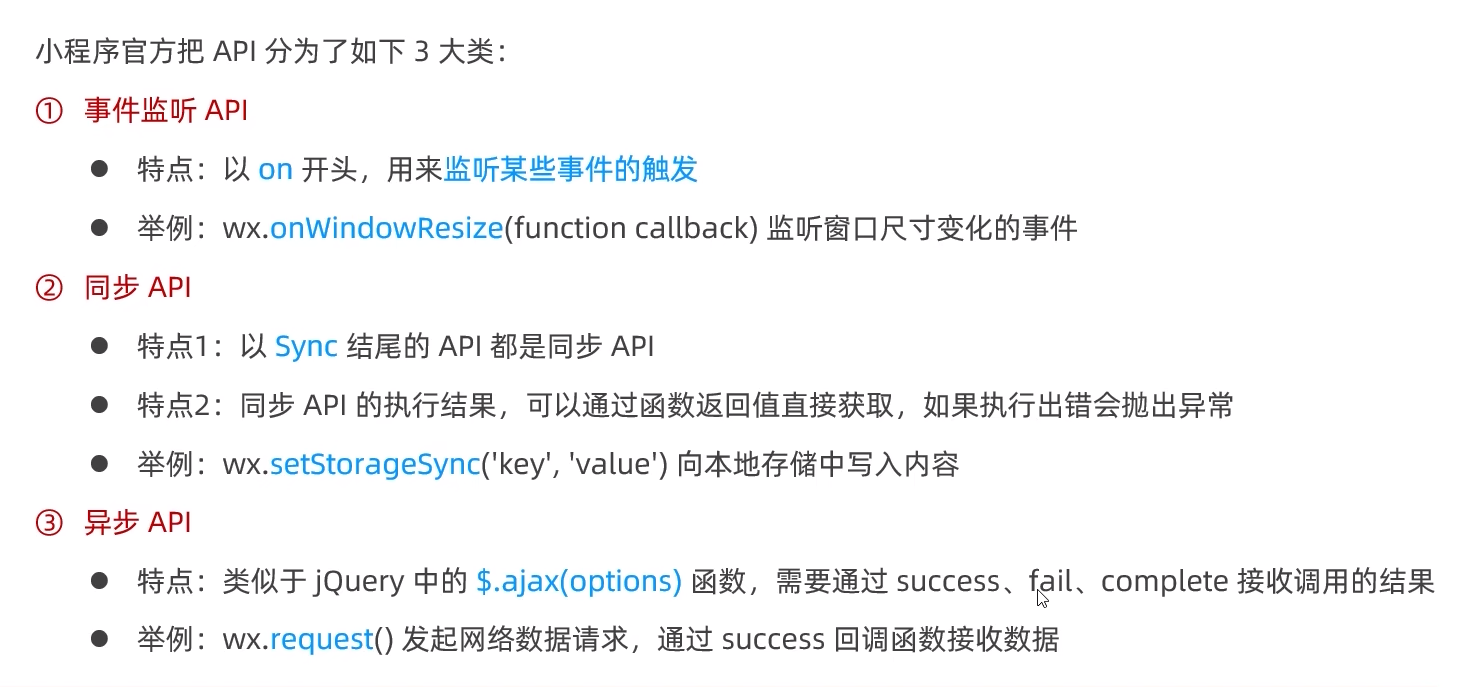 小程序官方把 API 分为了如下 3 大类：
① 事件监听 API
● 特点：以 on 开头，用来监听某些事件的触发
● 举例：wx.onWindowResize(function callback) 监听窗口尺寸变化的事件
② 同步 API
● 特点1：以 Sync 结尾的 API 都是同步 API
● 特点2：同步 API 的执行结果，可以通过函数返回值直接获取，如果执行出错会抛出异常
● 举例：wx.setStorageSync('key', 'value') 向本地存储中写入内容
③ 异步 API
● 特点：类似于 jQuery 中的 $.ajax(options) 函数，需要通过 success、fail、complete 接收调用的结果
● 举例：wx.request() 发起网络数据请求，通过 success 回调函数接收数据